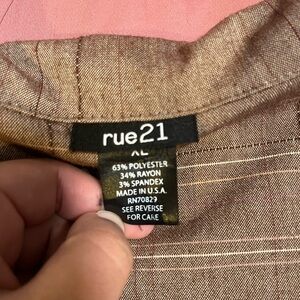 rue21
XL
63% POLYESTER
34% RAYON
3% SPANDEX
MADE IN U.S.A.
RN70829
SEE REVERSE
FOR CARE